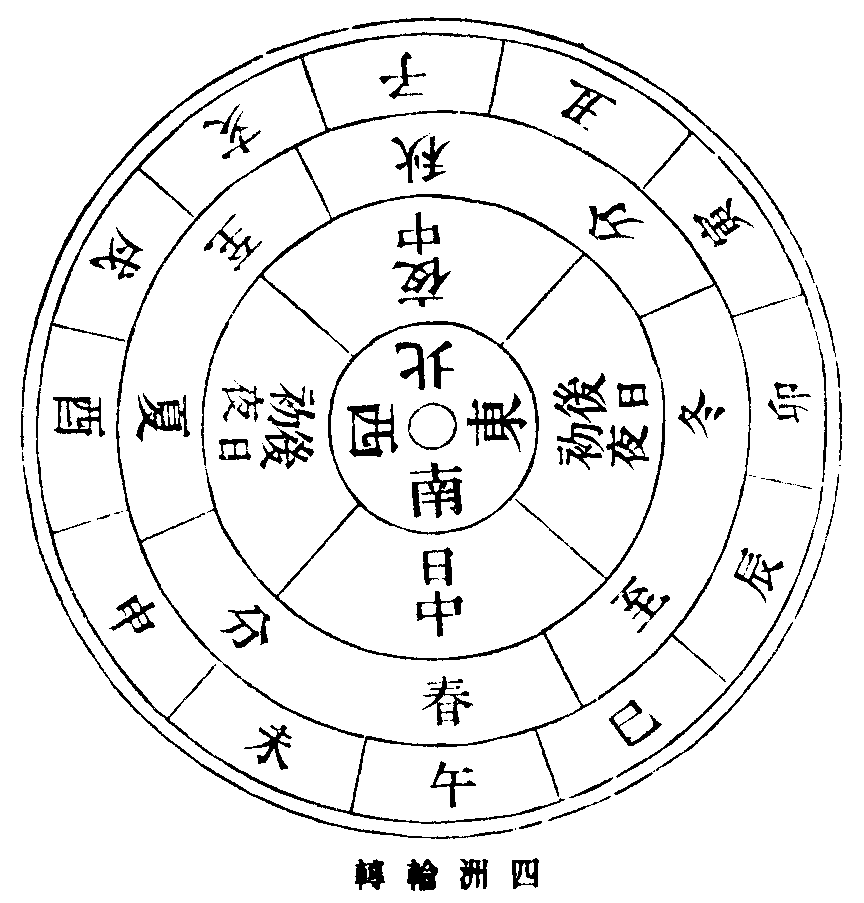 子丑寅卯辰巳午未申酉戌亥
秋分
冬至
春分
夏至
夜中
後日
初夜
日中
後日
初夜
北
東
南
西
四洲輪轉